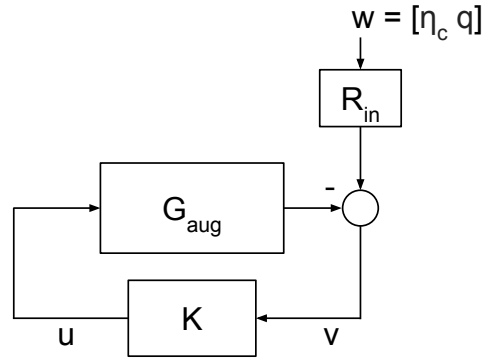 w = [η_c q]
R_in
G_aug
-
K
u
v